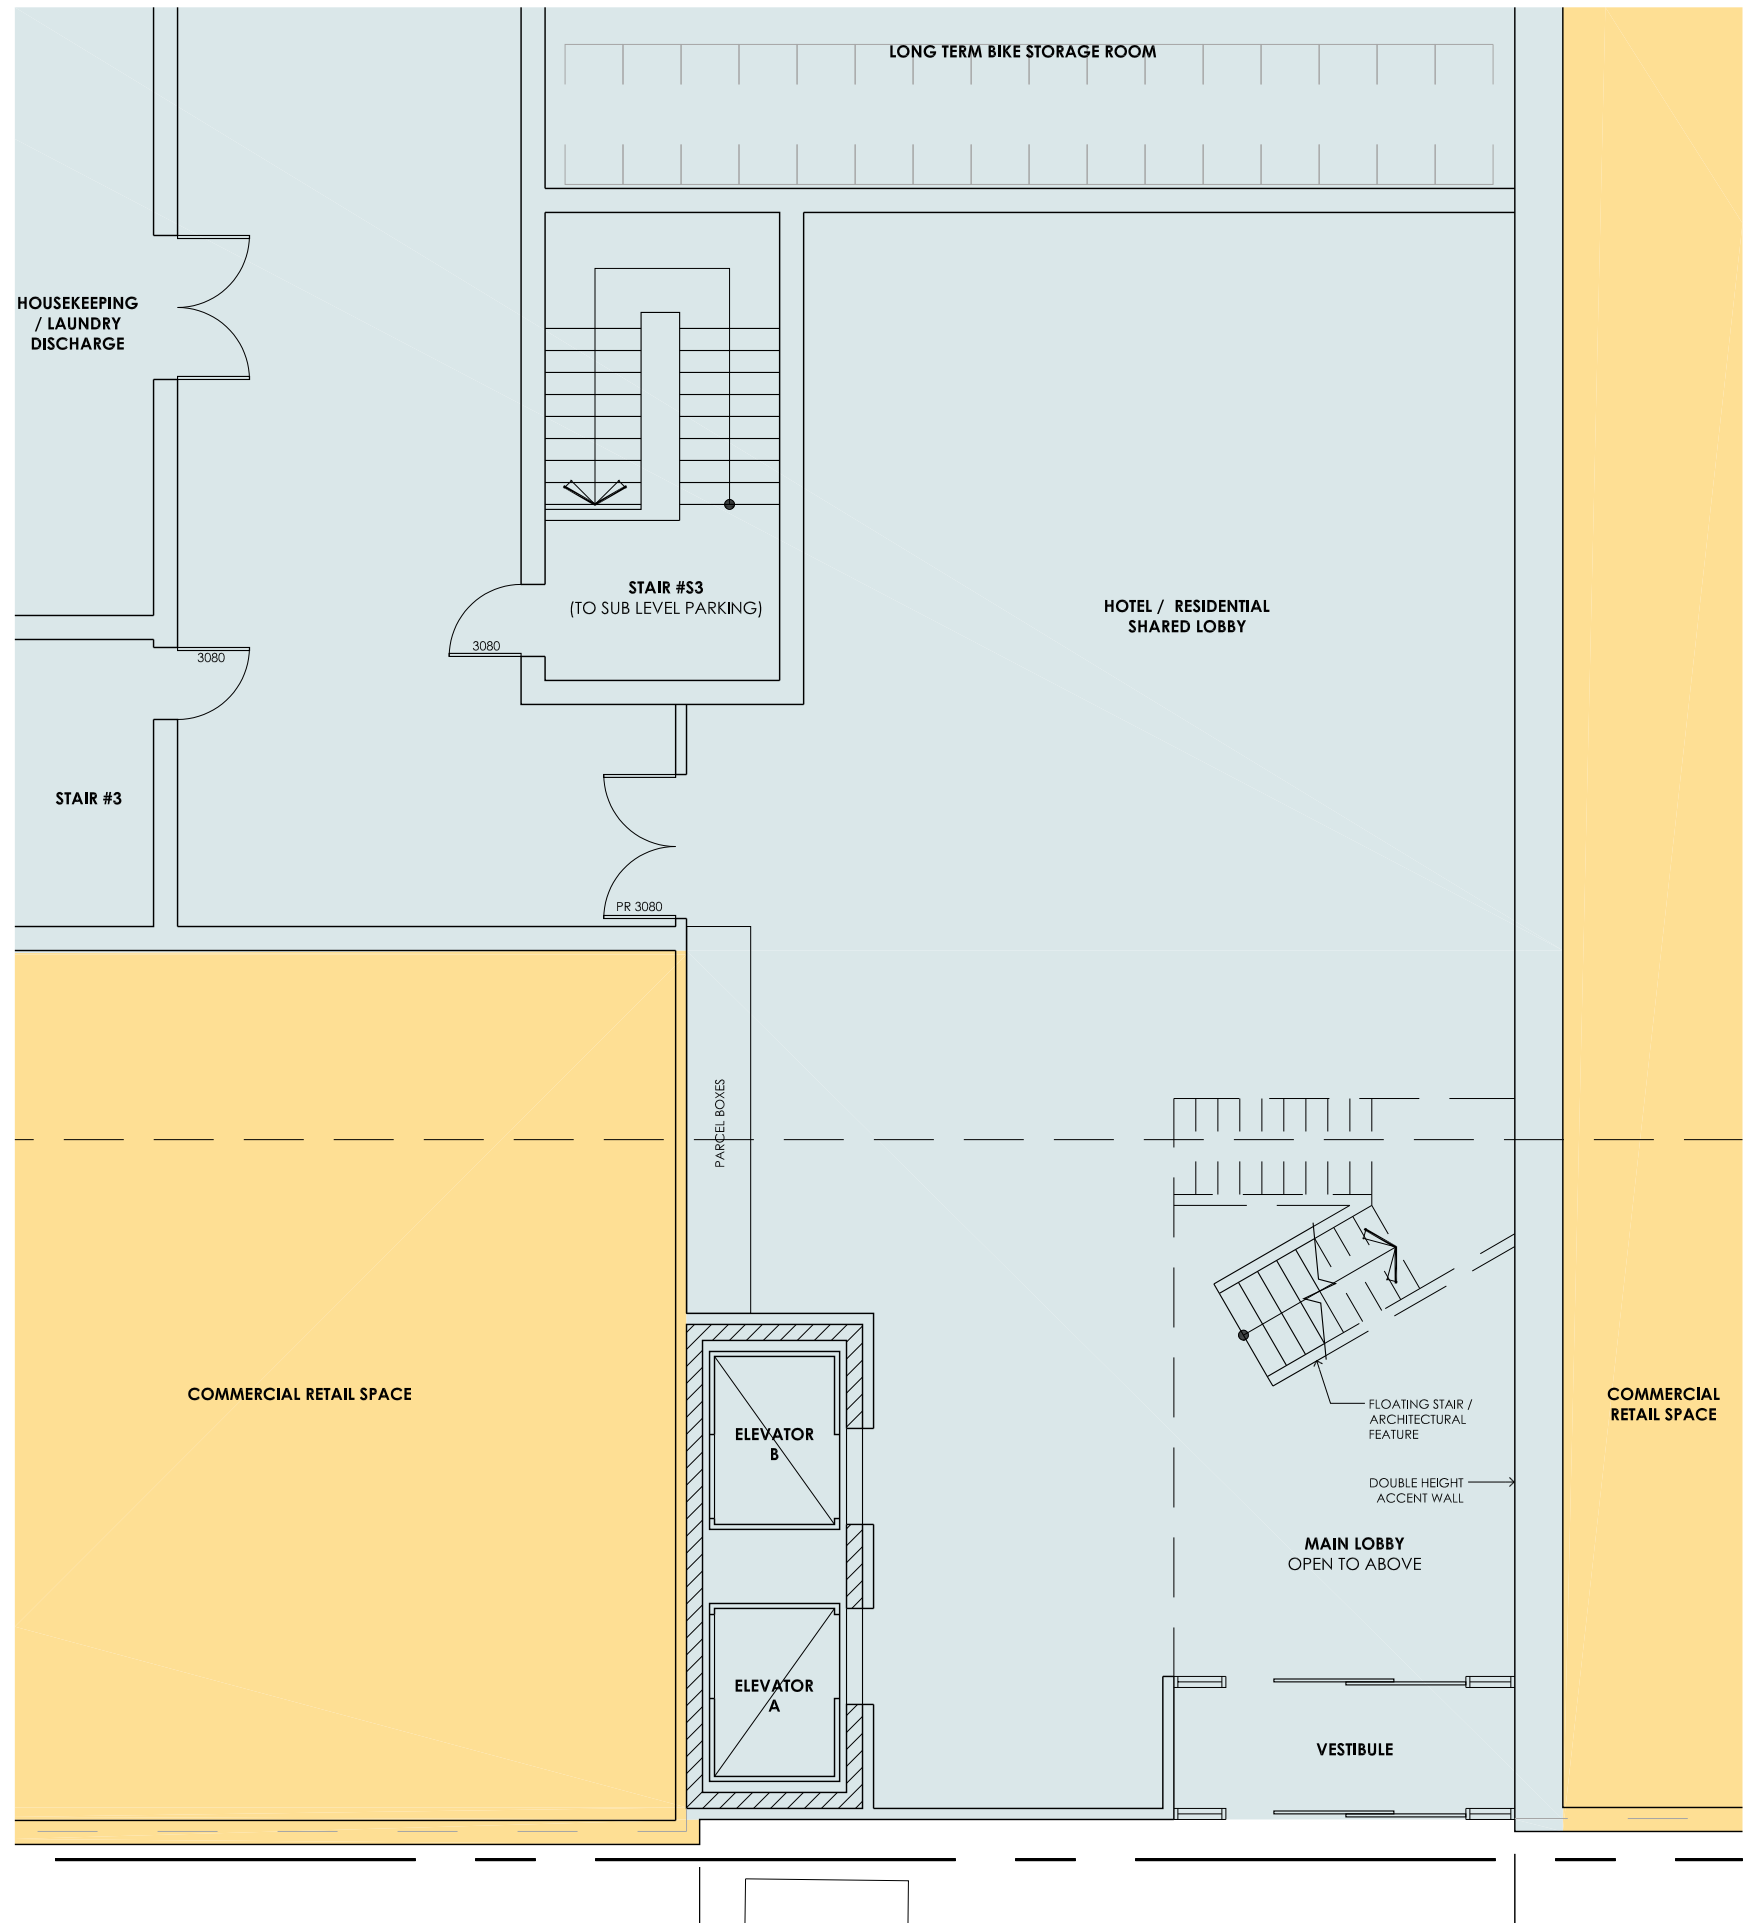 LONG TERM BIKE STORAGE ROOM
HOUSEKEEPING
/ LAUNDRY
DISCHARGE
STAIR #S3
(TO SUB LEVEL PARKING)
HOTEL / RESIDENTIAL
SHARED LOBBY
3080
3080
STAIR #3
PR 3080
PARCEL BOXES
COMMERCIAL RETAIL SPACE
COMMERCIAL
RETAIL SPACE
FLOATING STAIR /
ARCHITECTURAL
FEATURE
ELEVATOR
B
DOUBLE HEIGHT
ACCENT WALL
MAIN LOBBY
OPEN TO ABOVE
ELEVATOR
A
VESTIBULE